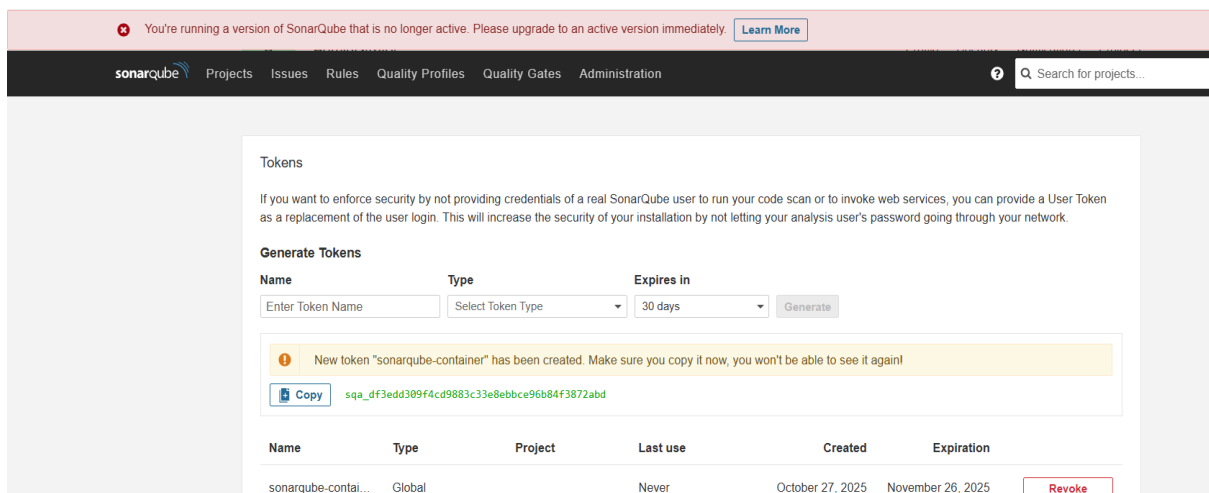 You're running a version of SonarQube that is no longer active. Please upgrade to an active version immediately. Learn More
sonarqube Projects Issues Rules Quality Profiles Quality Gates Administration ? Search for projects...
Tokens
If you want to enforce security by not providing credentials of a real SonarQube user to run your code scan or to invoke web services, you can provide a User Token
as a replacement of the user login. This will increase the security of your installation by not letting your analysis user's password going through your network.
Generate Tokens
Name Type Expires in
Enter Token Name Select Token Type 30 days Generate
New token "sonarqube-container" has been created. Make sure you copy it now, you won't be able to see it again!
Copy sqa_df3edd309f4cd9883c33e8ebbce96b84f3872abd
Name Type Project Last use Created Expiration
sonarqube-contai... Global Never October 27, 2025 November 26, 2025 Revoke